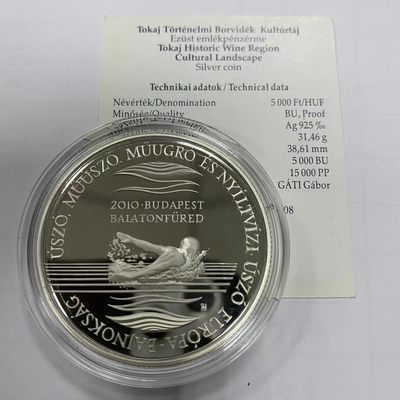 Tokaj Történelmi Borvidék Kultúrtáj
Ezüst emlékpénzérme
Tokaj Historic Wine Region
Cultural Landscape
Silver coin
Technikai adatok / Technical data
Névérték/Denomination 5 000 Ft/HUF
Minőség/Quality BU, Proof
Ag 925 ‰
31,46 g
38,61 mm
5 000 BU
15 000 PP
GÁTI Gábor
08
ÚSZÓ, MŰÚSZÓ, MŰUGRÓ ÉS NYÍLTVÍZI ÚSZÓ EURÓPA-BAJNOKSÁG
2010·BUDAPEST
BALATONFÜRED